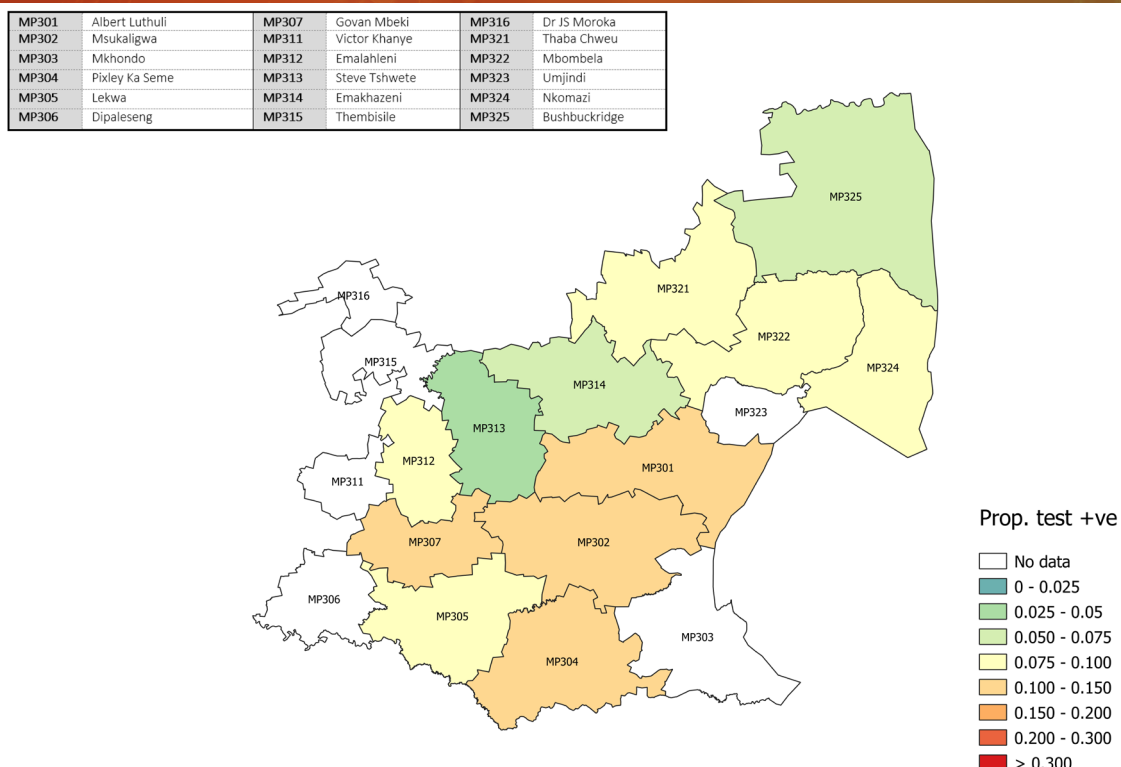 MP301 Albert Luthuli MP307 Govan Mbeki MP316 Dr JS Moroka
MP302 Msukaligwa MP311 Victor Khanye MP321 Thaba Chweu
MP303 Mkhondo MP312 Emalahleni MP322 Mbombela
MP304 Pixley Ka Seme MP313 Steve Tshwete MP323 Umjindi
MP305 Lekwa MP314 Emakhazeni MP324 Nkomazi
MP306 Dipaleseng MP315 Thembisile MP325 Bushbuckridge
MP325
MP321
MP316
MP322
MP315
MP324
MP314
MP323
MP313
MP312
MP301
MP311
MP307
MP302
MP306
MP305
MP303
MP304
Prop. test +ve
No data
0 - 0.025
0.025 - 0.05
0.050 - 0.075
0.075 - 0.100
0.100 - 0.150
0.150 - 0.200
0.200 - 0.300
> 0.300